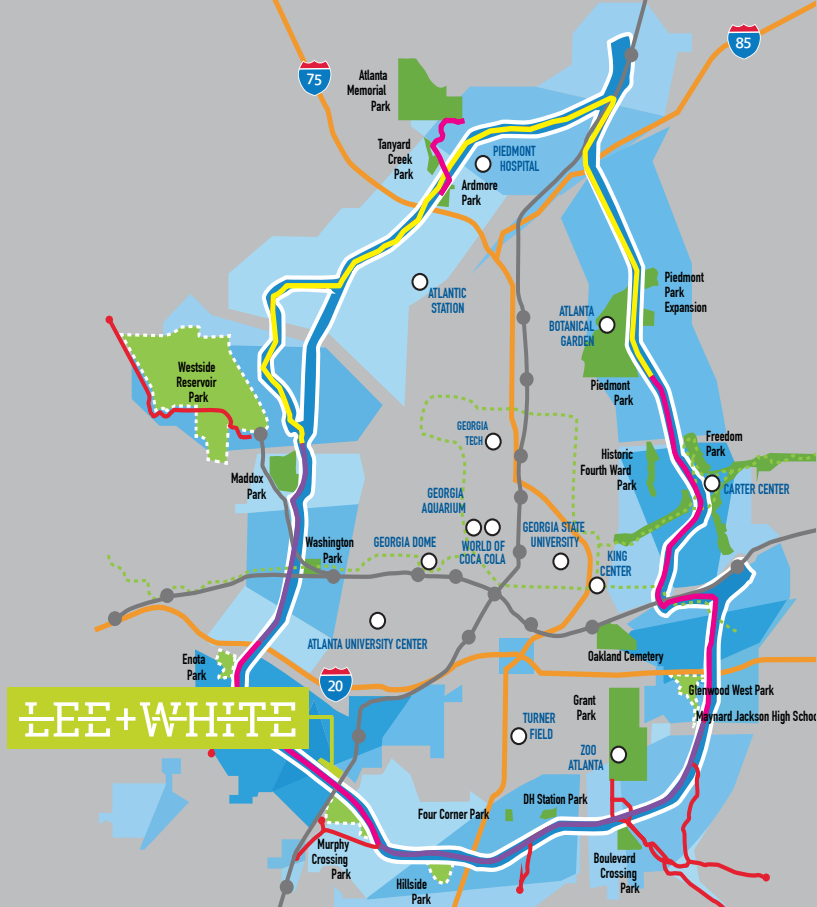 85
75
Atlanta
Memorial
Park
Tanyard
Creek
Park
PIEDMONT
HOSPITAL
Ardmore
Park
ATLANTIC
STATION
Piedmont
Park
Expansion
ATLANTA
BOTANICAL
GARDEN
Westside
Reservoir
Park
Piedmont
Park
GEORGIA
TECH
Freedom
Park
Historic
Fourth Ward
Park
Maddox
Park
CARTER CENTER
GEORGIA
AQUARIUM
GEORGIA STATE
UNIVERSITY
Washington
Park
GEORGIA DOME
WORLD OF
COCA COLA
KING
CENTER
ATLANTA UNIVERSITY CENTER
Oakland Cemetery
Enota
Park
20
LEE+WHITE
Glenwood West Park
Grant
Park
Maynard Jackson High Schoo
TURNER
FIELD
ZOO
ATLANTA
DH Station Park
Four Corner Park
Murphy
Crossing
Park
Boulevard
Crossing
Park
Hillside
Park